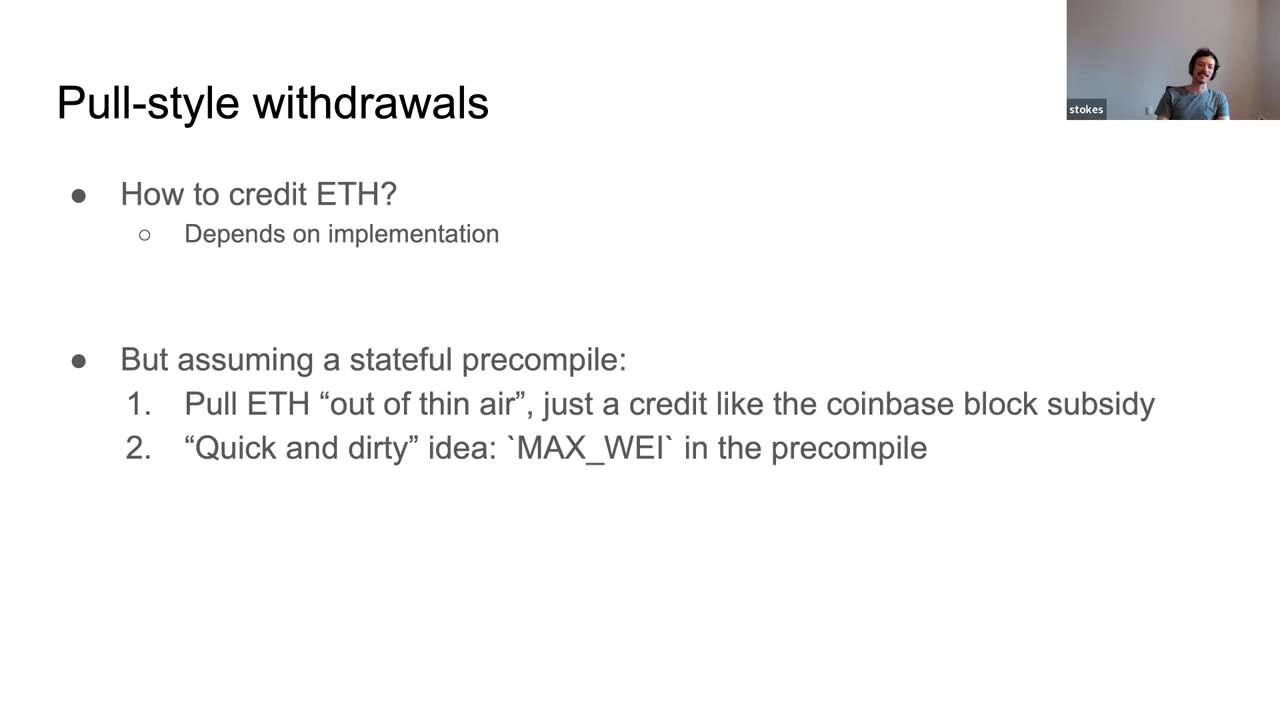 Pull-style withdrawals
stokes
● How to credit ETH?
○ Depends on implementation
● But assuming a stateful precompile:
1. Pull ETH “out of thin air”, just a credit like the coinbase block subsidy
2. “Quick and dirty” idea: `MAX_WEI` in the precompile